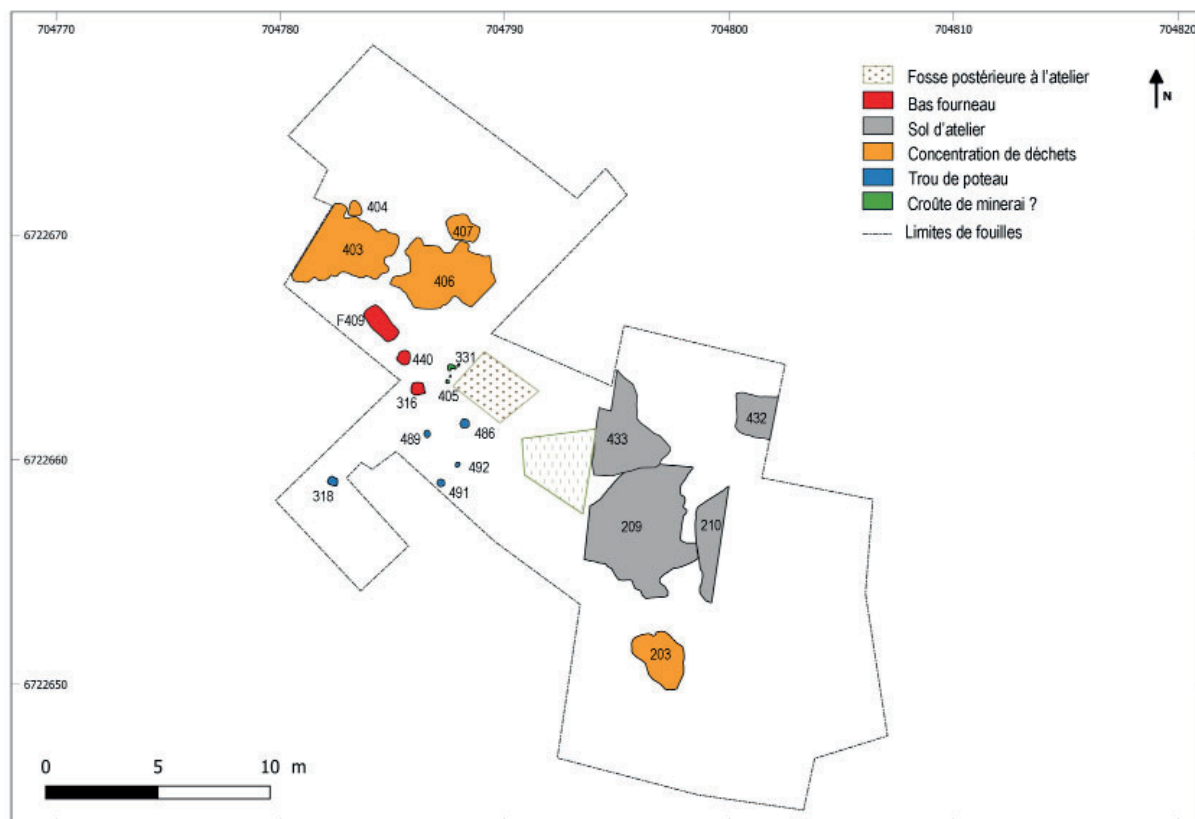 704770 704780 704790 704800 704810 704820
Fosse postérieure à l'atelier
N
Bas fourneau
Sol d'atelier
Concentration de déchets
Trou de poteau
Croûte de minerai ?
Limites de fouilles
404
6722670
407
403
406
F409
440
331
405
316
432
486
433
489
6722660
492
318
491
209
210
203
6722650
0 5 10 m